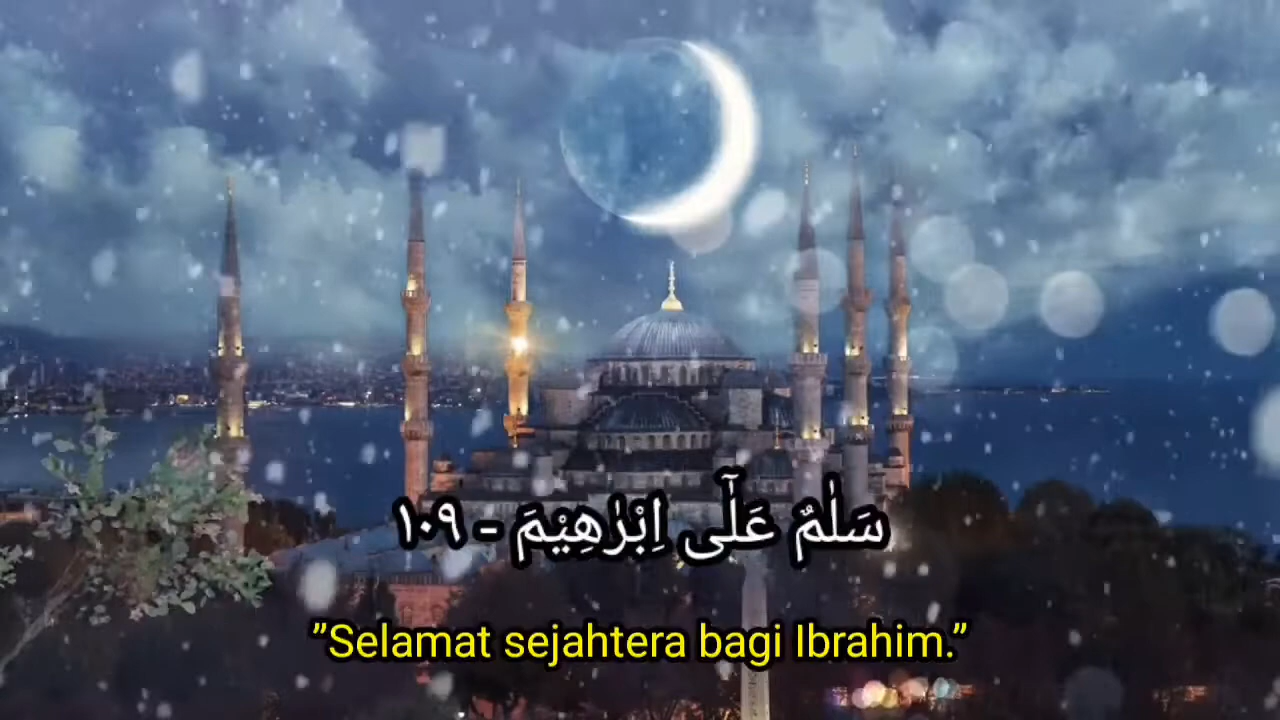 سَلٰمٌ عَلٰٓى اِبْرٰهِيْمَ - ١٠٩
”Selamat sejahtera bagi Ibrahim.”